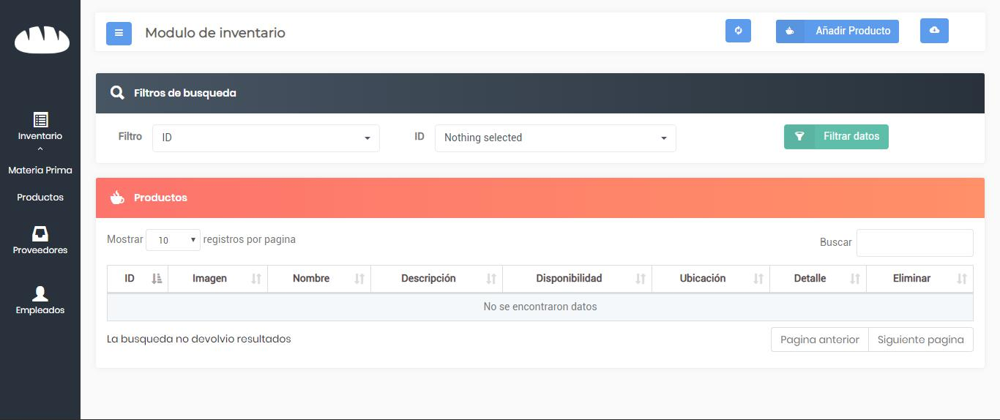 Modulo de inventario
Añadir Producto
Inventario
Materia Prima
Productos
Proveedores
Empleados
Filtros de busqueda
Filtro ID ID Nothing selected Filtrar datos
Productos
Mostrar 10 registros por pagina
Buscar
ID Imagen Nombre Descripción Disponibilidad Ubicación Detalle Eliminar
No se encontraron datos
La busqueda no devolvio resultados
Pagina anterior Siguiente pagina